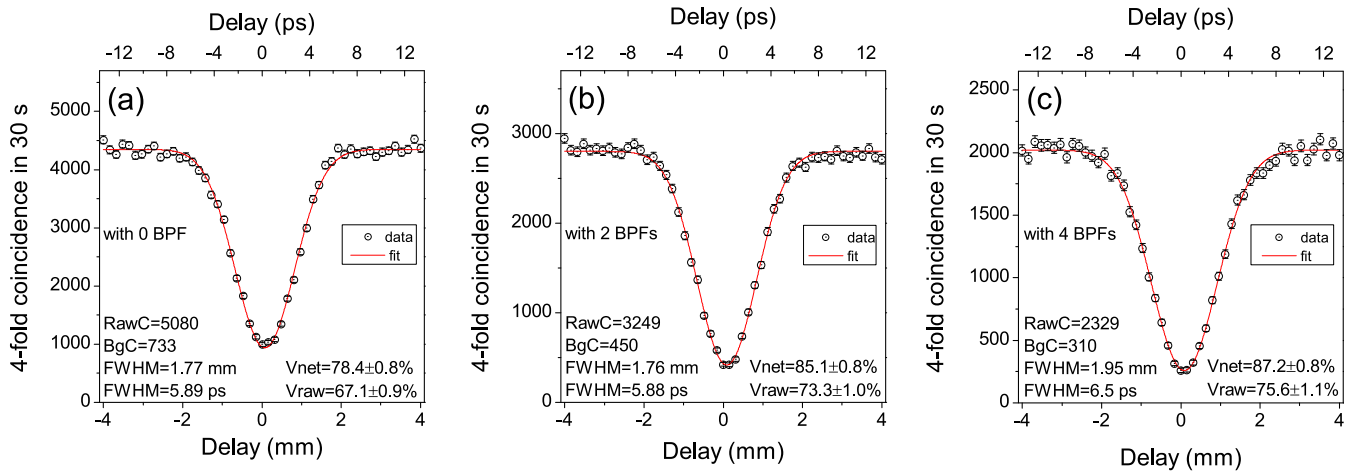 Delay (ps)
-12 -8 -4 0 4 8 12
(a)
4-fold coincidence in 30 s
5000
4000
3000
2000
1000
0
with 0 BPF
data
fit
RawC=5080
BgC=733
FWHM=1.77 mm
FWHM=5.89 ps
Vnet=78.4±0.8%
Vraw=67.1±0.9%
-4 -2 0 2 4
Delay (mm)
Delay (ps)
-12 -8 -4 0 4 8 12
(b)
4-fold coincidence in 30 s
3000
2000
1000
0
with 2 BPFs
data
fit
RawC=3249
BgC=450
FWHM=1.76 mm
FWHM=5.88 ps
Vnet=85.1±0.8%
Vraw=73.3±1.0%
-4 -2 0 2 4
Delay (mm)
Delay (ps)
-12 -8 -4 0 4 8 12
(c)
4-fold coincidence in 30 s
2500
2000
1500
1000
500
0
with 4 BPFs
data
fit
RawC=2329
BgC=310
FWHM=1.95 mm
FWHM=6.5 ps
Vnet=87.2±0.8%
Vraw=75.6±1.1%
-4 -2 0 2 4
Delay (mm)